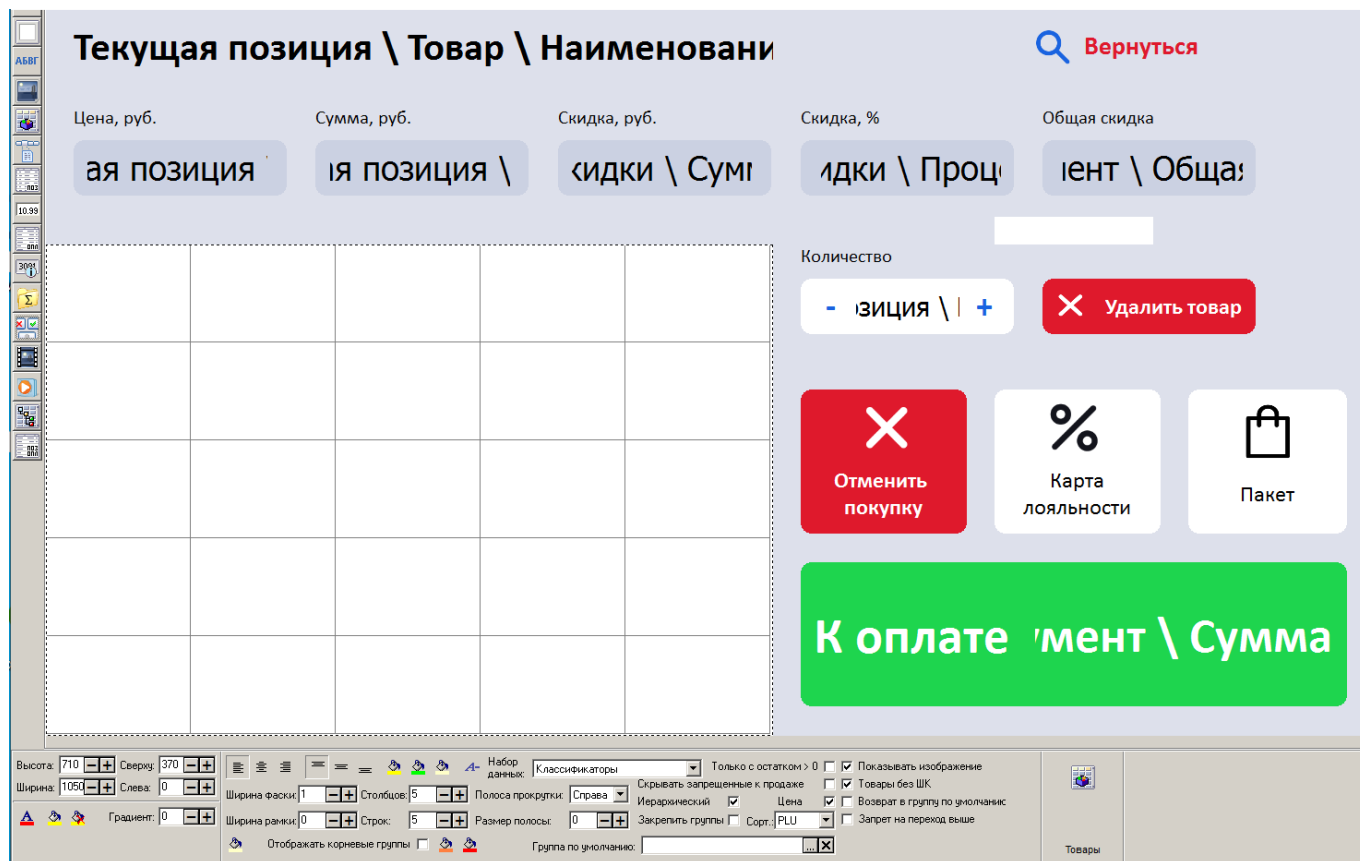 Текущая позиция \ Товар \ Наименовани
Вернуться
АБВГ
Цена, руб.
Сумма, руб.
Скидка, руб.
Скидка, %
Общая скидка
ая позиция
ія позиция \
кидки \ Сумм
идки \ Проц
ент \ Обща
поз
10.99
опл
Количество
- озиция \ +
Удалить товар
Отменить
покупку
Карта
лояльности
Пакет
К оплате умент \ Сумма
Высота: 710 Сверху: 370
Ширина: 1050 Слева: 0
Градиент: 0
Набор
данных: Классификаторы
Только с остатком > 0
Показывать изображение
Скрывать запрещенные к продаже
Товары без ШК
Ширина фаски: 1 Столбцов: 5 Полоса прокрутки: Справа
Иерархический Цена
Возврат в группу по умолчанию
Ширина рамки: 0 Строк: 5 Размер полосы: 0
Закрепить группы Сорт.: PLU
Запрет на переход выше
Отображать корневые группы
Группа по умолчанию: ...
Товары